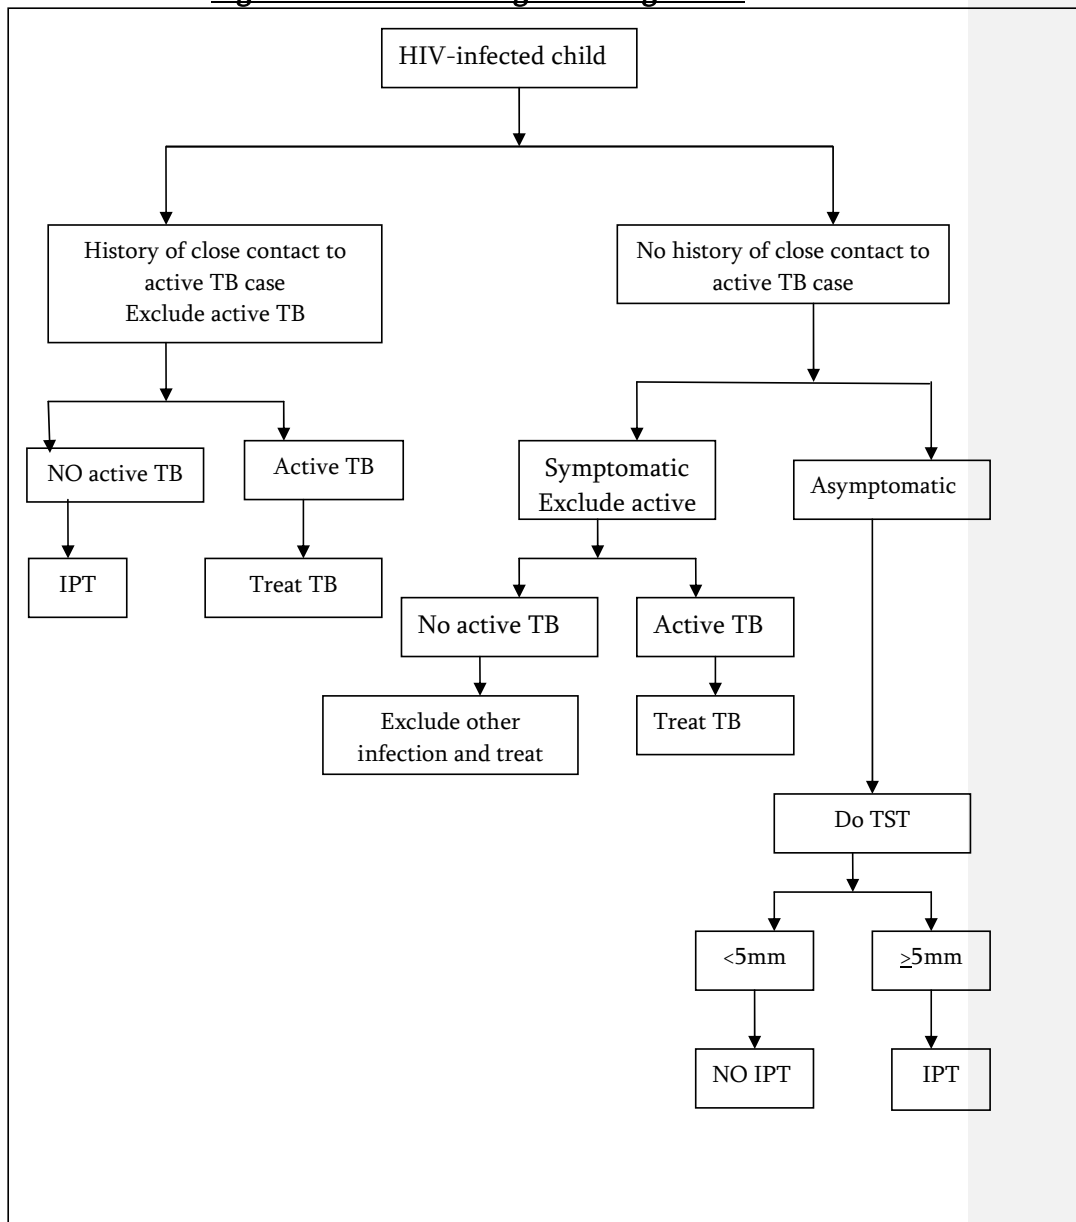 HIV-infected child
History of close contact to
active TB case
Exclude active TB
No history of close contact to
active TB case
NO active TB
Active TB
Symptomatic
Exclude active
Asymptomatic
IPT
Treat TB
No active TB
Active TB
Exclude other
infection and treat
Treat TB
Do TST
<5mm
≥5mm
NO IPT
IPT